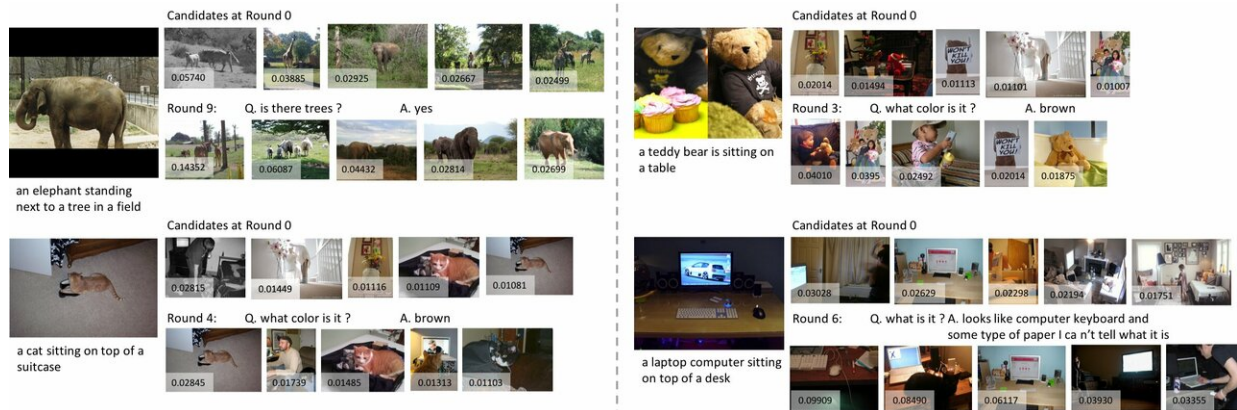 Candidates at Round 0
0.05740
0.03885
0.02925
0.02667
0.02499
Round 9: Q. is there trees ? A. yes
0.14352
0.06087
0.04432
0.02814
0.02699
an elephant standing
next to a tree in a field
Candidates at Round 0
0.02815
0.01449
0.01116
0.01109
0.01081
Round 4: Q. what color is it ? A. brown
0.02845
0.01739
0.01485
0.01313
0.01103
a cat sitting on top of a
suitcase
Candidates at Round 0
0.02014
0.01494
WON'T
KILL
YOU!
0.01113
0.01101
0.01007
Round 3: Q. what color is it ? A. brown
0.04010
0.0395
0.02492
WON'T
KILL
YOU!
0.02014
0.01875
a teddy bear is sitting on
a table
Candidates at Round 0
0.03028
0.02629
0.02298
0.02194
0.01751
Round 6: Q. what is it ? A. looks like computer keyboard and
some type of paper I ca n't tell what it is
0.09909
0.08490
0.06117
0.03930
0.03355
a laptop computer sitting
on top of a desk